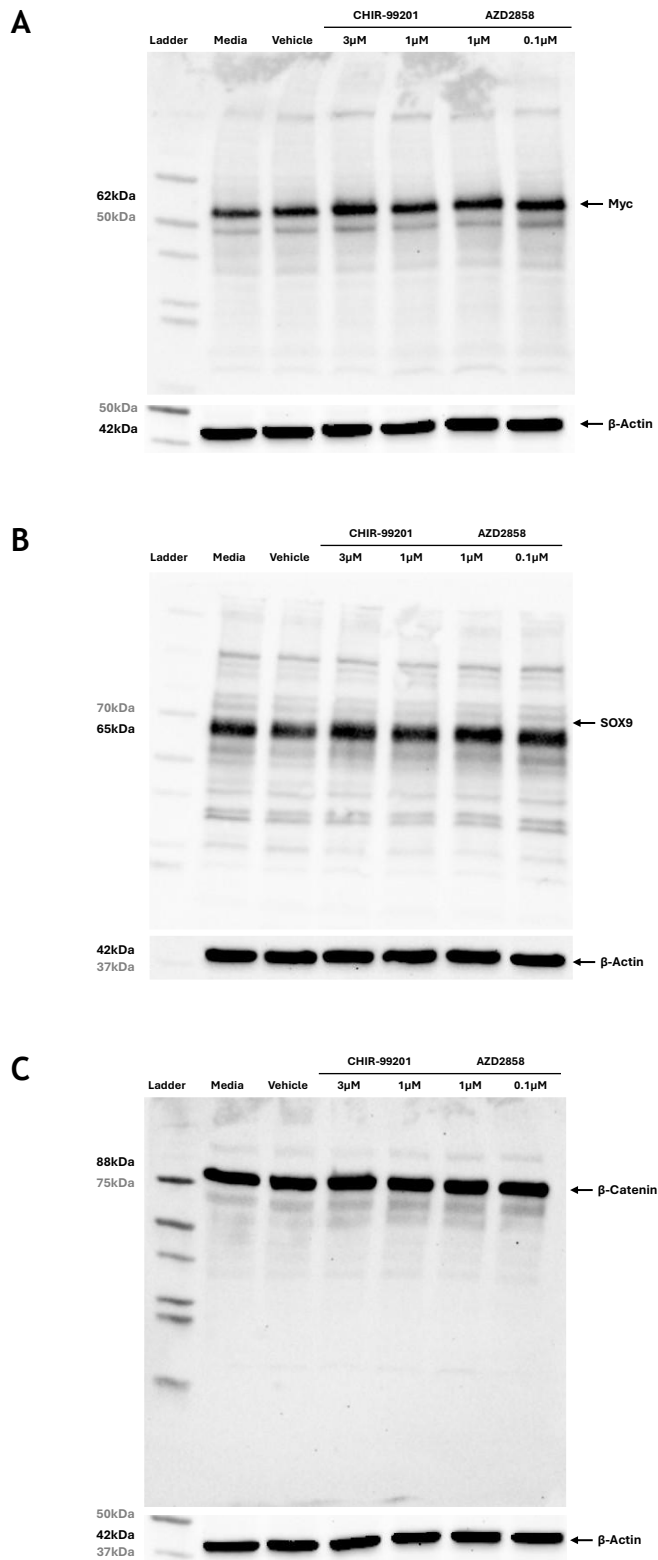 A
CHIR-99201 AZD2858
Ladder Media Vehicle 3µM 1µM 1µM 0.1µM
62kDa
50kDa
Myc
50kDa
42kDa
β-Actin
B
CHIR-99201 AZD2858
Ladder Media Vehicle 3µM 1µM 1µM 0.1µM
70kDa
65kDa
SOX9
42kDa
37kDa
β-Actin
C
CHIR-99201 AZD2858
Ladder Media Vehicle 3µM 1µM 1µM 0.1µM
88kDa
75kDa
β-Catenin
50kDa
42kDa
37kDa
β-Actin